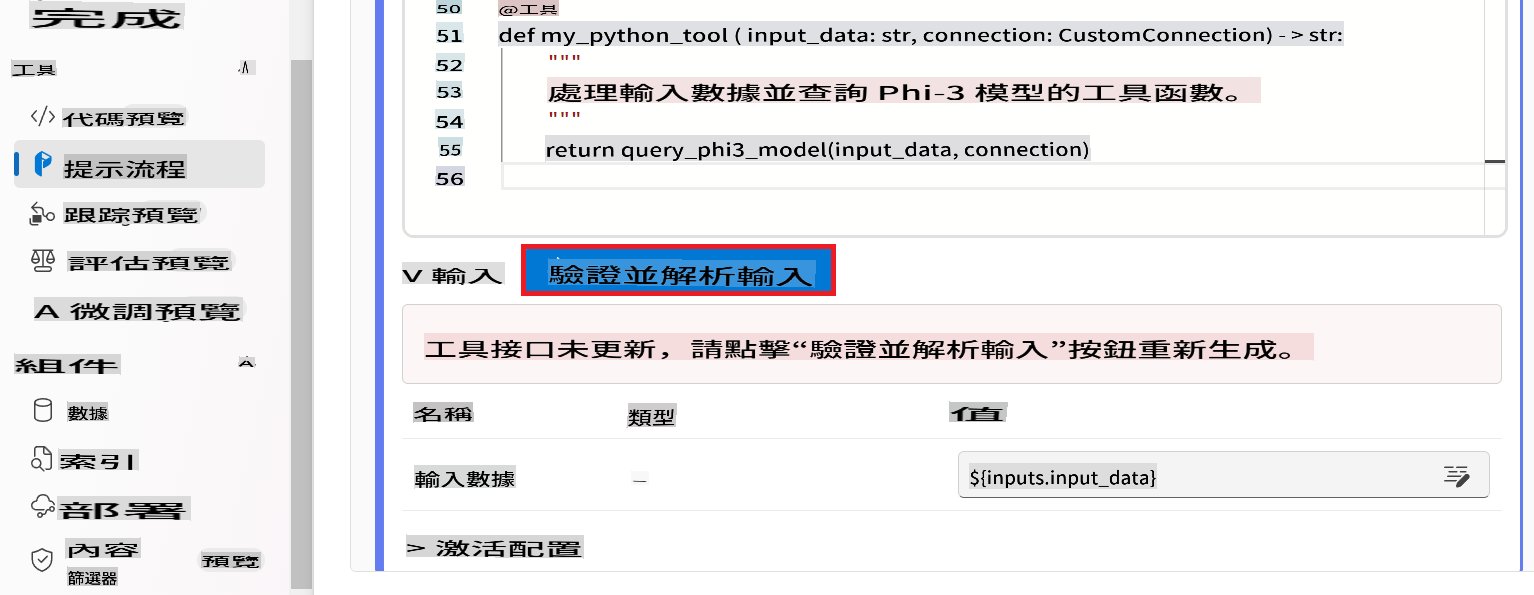 完成
工具
代碼預覽
提示流程
跟踪預覽
評估預覽
A 微調預覽
組件
數據
索引
部署
內容
篩選器
預覽
50 @工具
51 def my_python_tool ( input_data: str, connection: CustomConnection) -> str:
52 """
53 處理輸入數據並查詢 Phi-3 模型的工具函數。
54 """
55 return query_phi3_model(input_data, connection)
56
V 輸入 驗證並解析輸入
工具接口未更新，請點擊“驗證並解析輸入”按鈕重新生成。
名稱 類型 值
輸入數據 – ${inputs.input_data}
> 激活配置